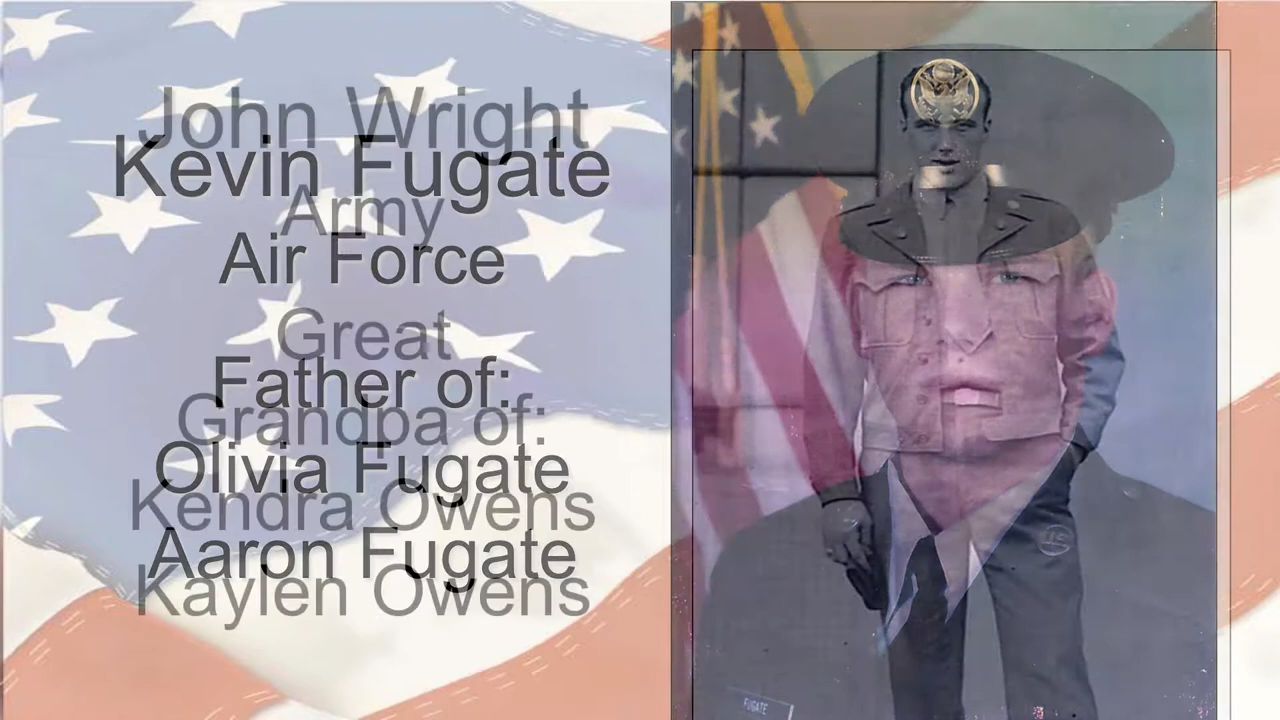 John Wright
Kevin Fugate
Army
Air Force
Great
Father of:
Grandpa of:
Olivia Fugate
Kendra Owens
Aaron Fugate
Kaylen Owens
FUGATE